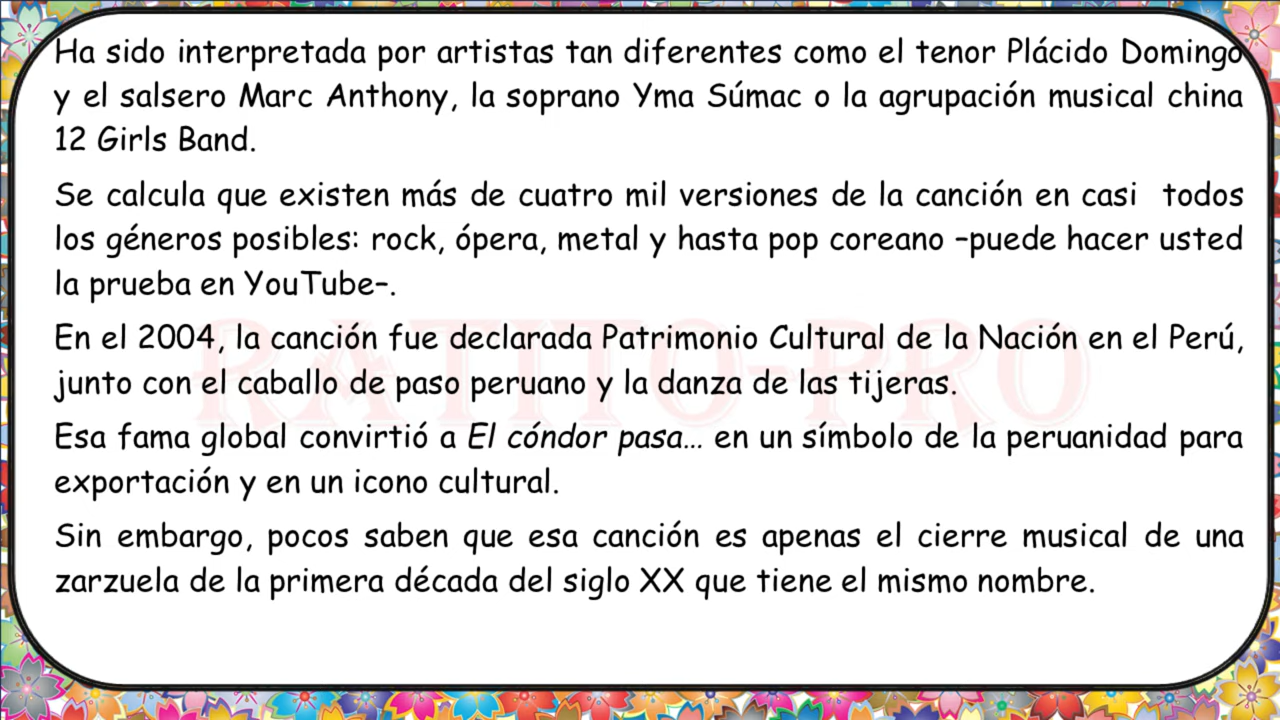 Ha sido interpretada por artistas tan diferentes como el tenor Plácido Domingo
y el salsero Marc Anthony, la soprano Yma Súmac o la agrupación musical china
12 Girls Band.
Se calcula que existen más de cuatro mil versiones de la canción en casi todos
los géneros posibles: rock, ópera, metal y hasta pop coreano –puede hacer usted
la prueba en YouTube–.
En el 2004, la canción fue declarada Patrimonio Cultural de la Nación en el Perú,
junto con el caballo de paso peruano y la danza de las tijeras.
RATITO-PRO
Esa fama global convirtió a El cóndor pasa... en un símbolo de la peruanidad para
exportación y en un icono cultural.
Sin embargo, pocos saben que esa canción es apenas el cierre musical de una
zarzuela de la primera década del siglo XX que tiene el mismo nombre.